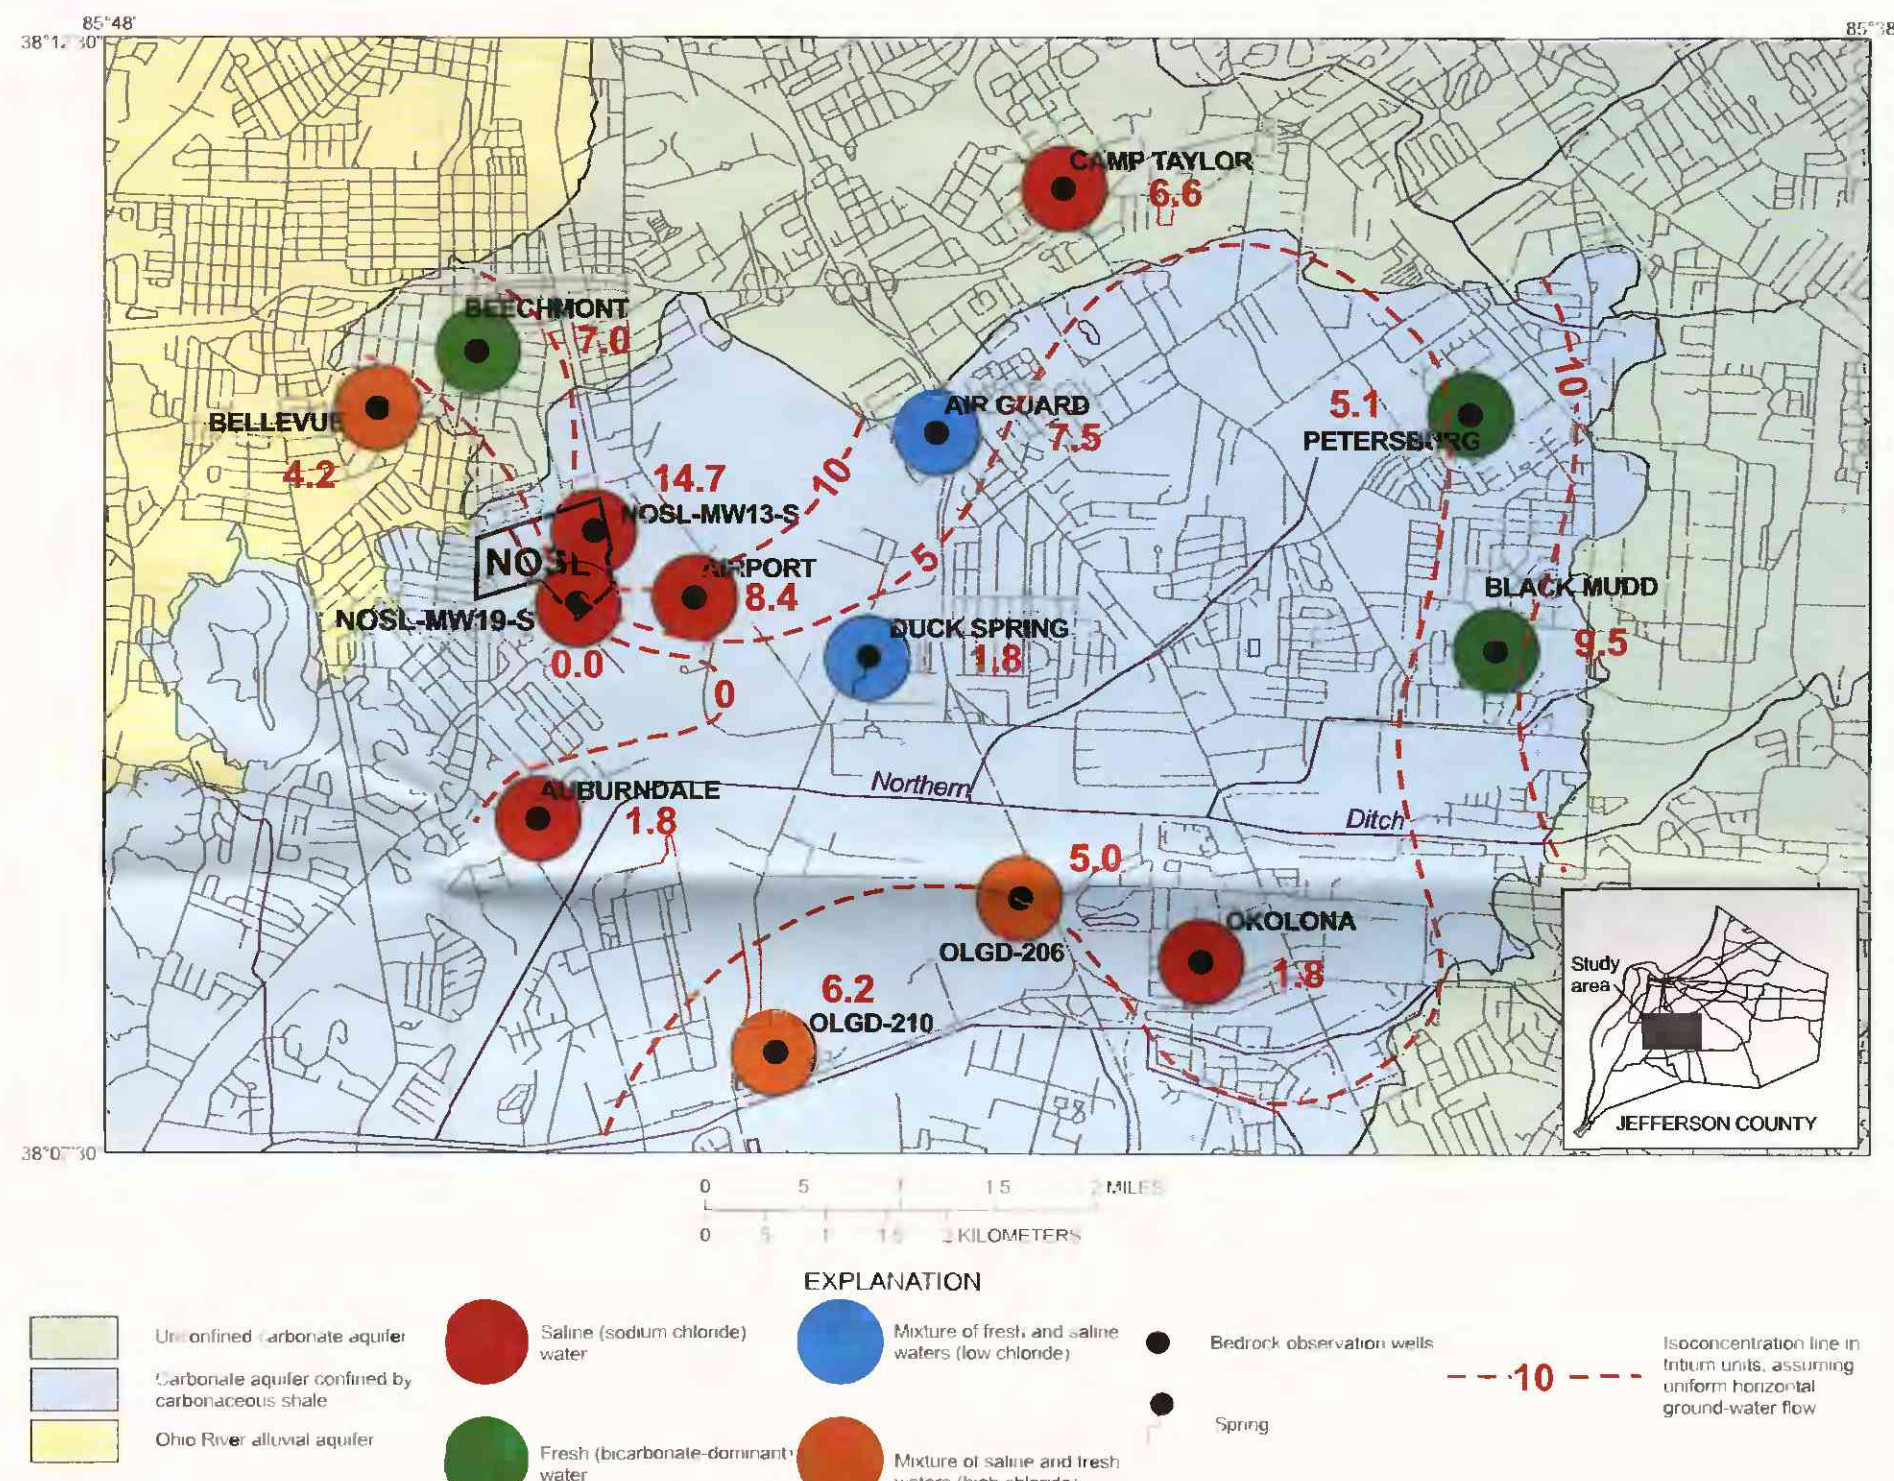 85°48'
38°12'30"
85°38
CAMP TAYLOR
6.6
BEECHMONT
7.0
BELLEVUE
4.2
AIR GUARD
7.5
5.1
PETERSBURG
10
10
14.7
NOSL-MW13-S
NOSL
AIRPORT
8.4
5
NOSL-MW19-S
0.0
0
DUCK SPRING
1.8
BLACK MUDD
9.5
AUBURNDALE
1.8
Northern
Ditch
5.0
OLGD-206
OKOLONA
1.8
6.2
OLGD-210
Study
area
JEFFERSON COUNTY
38°07'30
0 5 1 1 5 2 MILES
0 5 1 1 5 2 KILOMETERS
EXPLANATION
Unconfined carbonate aquifer
Carbonate aquifer confined by
carbonaceous shale
Ohio River alluvial aquifer
Saline (sodium chloride)
water
Fresh (bicarbonate-dominant)
water
Mixture of fresh and saline
waters (low chloride)
Mixture of saline and fresh
waters (high chloride)
Bedrock observation wells
Spring
10
Isoconcentration line in
tritium units, assuming
uniform horizontal
ground-water flow